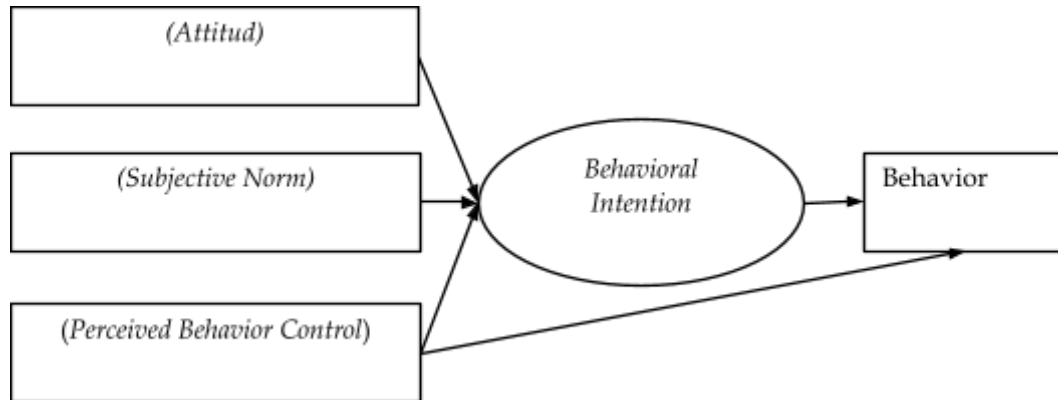 (Attitud)
(Subjective Norm)
(Perceived Behavior Control)
Behavioral
Intention
Behavior